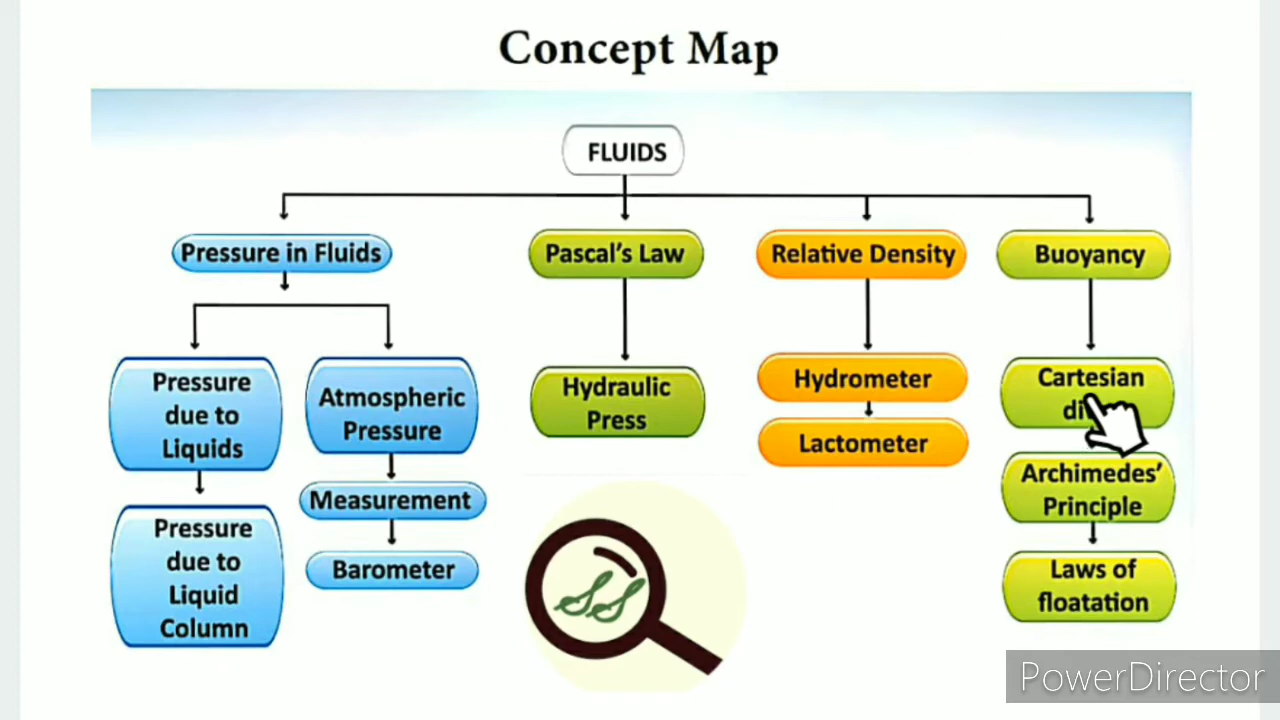 Concept Map
FLUIDS
Pressure in Fluids
Pascal's Law
Relative Density
Buoyancy
Pressure
due to
Liquids
Atmospheric
Pressure
Hydraulic
Press
Hydrometer
Cartesian
Lactometer
Archimedes'
Principle
Measurement
Pressure
due to
Liquid
Column
Barometer
Laws of
floatation
PowerDirector